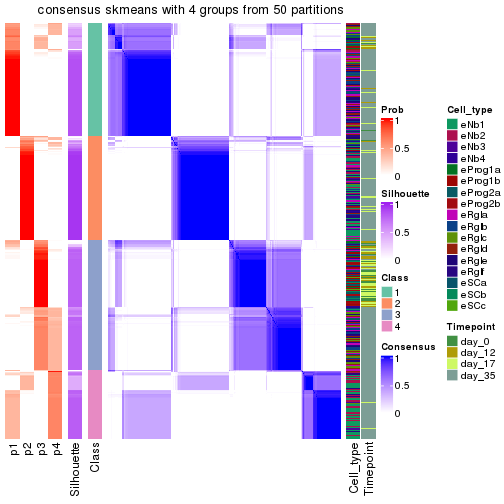 consensus skmeans with 4 groups from 50 partitions
Prob
1
0.5
0
Silhouette
1
0.5
0
Class
1
2
3
4
Consensus
1
0.5
0
Cell_type
eNb1
eNb2
eNb3
eNb4
eProg1a
eProg1b
eProg2a
eProg2b
eRgla
eRglb
eRglc
eRgld
eRgle
eRglf
eSCa
eSCb
eSCc
Timepoint
day_0
day_12
day_17
day_35
p1
p2
p3
p4
Silhouette
Class
Cell_type
Timepoint